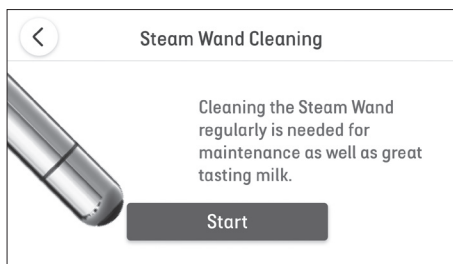 Steam Wand Cleaning
Cleaning the Steam Wand
regularly is needed for
maintenance as well as great
tasting milk.
Start